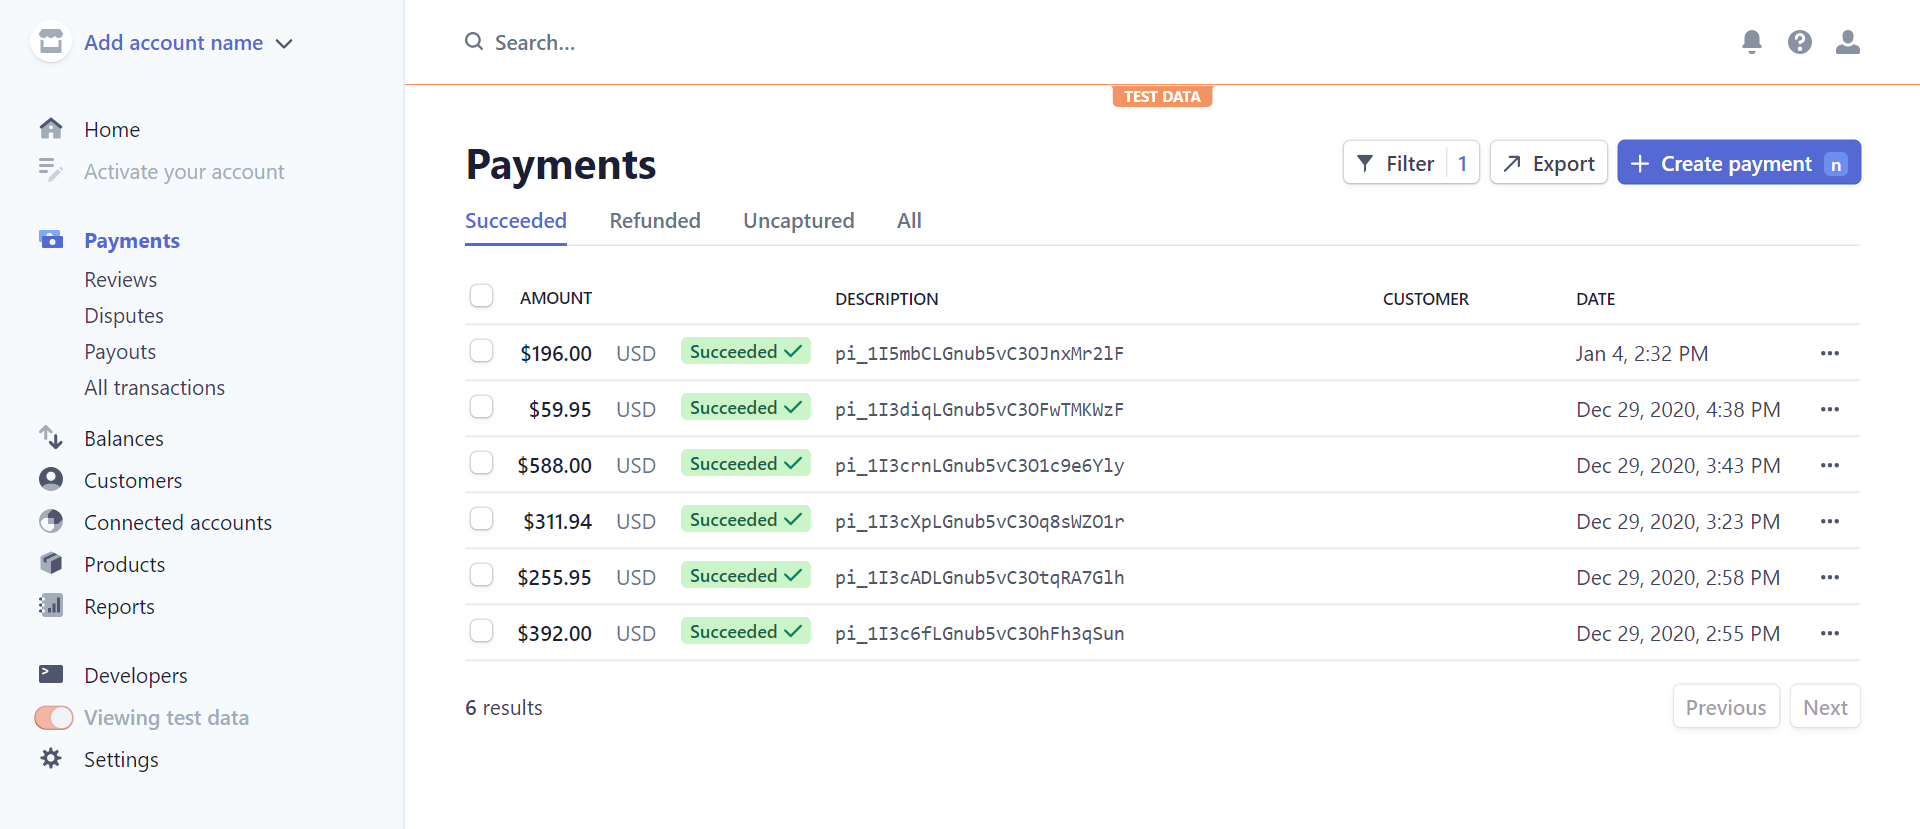 Add account name
Search...
TEST DATA
Home
Activate your account
Payments
Reviews
Disputes
Payouts
All transactions
Balances
Customers
Connected accounts
Products
Reports
Developers
Viewing test data
Settings
Payments
Filter 1
Export
Create payment n
Succeeded Refunded Uncaptured All
AMOUNT DESCRIPTION CUSTOMER DATE
$196.00 USD Succeeded pi_1I5mbCLGnub5vC3OJnxMr2lF Jan 4, 2:32 PM
$59.95 USD Succeeded pi_1I3diqLGnub5vC3OFwTMKWzF Dec 29, 2020, 4:38 PM
$588.00 USD Succeeded pi_1I3crnLGnub5vC3O1c9e6Yly Dec 29, 2020, 3:43 PM
$311.94 USD Succeeded pi_1I3cXpLGnub5vC3Oq8sWZO1r Dec 29, 2020, 3:23 PM
$255.95 USD Succeeded pi_1I3cADLGnub5vC3OtqRA7Glh Dec 29, 2020, 2:58 PM
$392.00 USD Succeeded pi_1I3c6fLGnub5vC3OhFh3qSun Dec 29, 2020, 2:55 PM
6 results
Previous Next